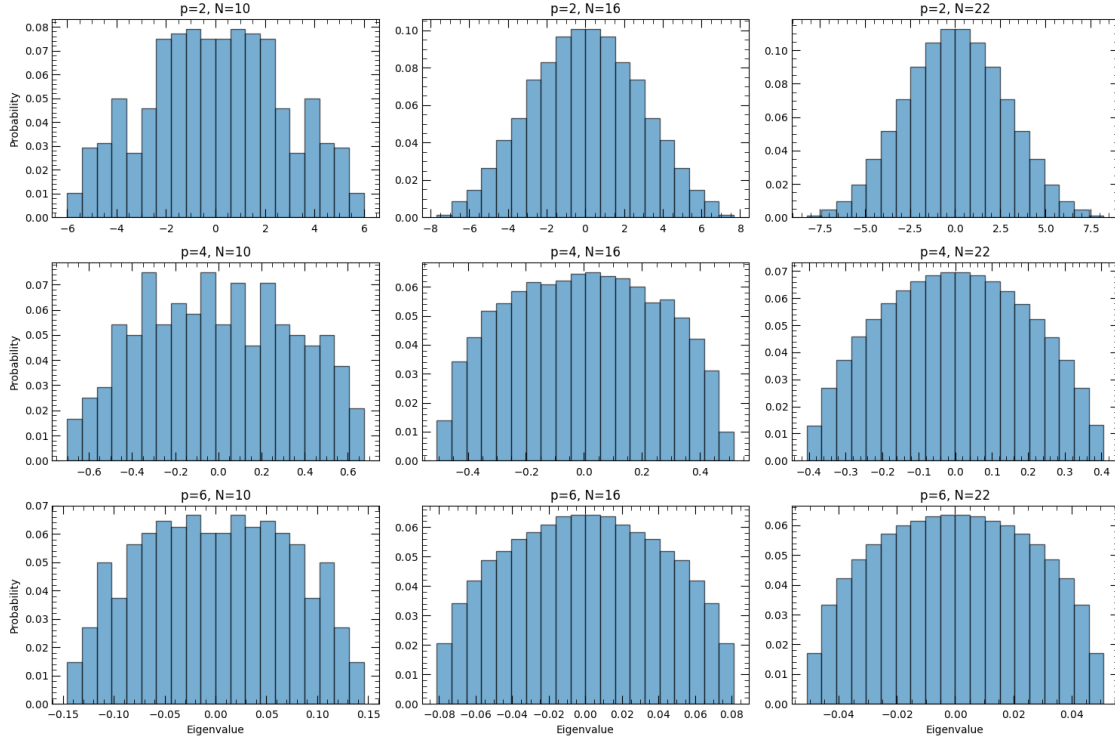 p=2, N=10
p=2, N=16
p=2, N=22
Probability
0.08
0.07
0.06
0.05
0.04
0.03
0.02
0.01
0.00
−6 −4 −2 0 2 4 6
0.10
0.08
0.06
0.04
0.02
0.00
−8 −6 −4 −2 0 2 4 6 8
0.10
0.08
0.06
0.04
0.02
0.00
−7.5 −5.0 −2.5 0.0 2.5 5.0 7.5
p=4, N=10
p=4, N=16
p=4, N=22
Probability
0.07
0.06
0.05
0.04
0.03
0.02
0.01
0.00
−0.6 −0.4 −0.2 0.0 0.2 0.4 0.6
0.06
0.05
0.04
0.03
0.02
0.01
0.00
−0.4 −0.2 0.0 0.2 0.4
0.07
0.06
0.05
0.04
0.03
0.02
0.01
0.00
−0.4 −0.3 −0.2 −0.1 0.0 0.1 0.2 0.3 0.4
p=6, N=10
p=6, N=16
p=6, N=22
Probability
0.07
0.06
0.05
0.04
0.03
0.02
0.01
0.00
−0.15 −0.10 −0.05 0.00 0.05 0.10 0.15
Eigenvalue
0.06
0.05
0.04
0.03
0.02
0.01
0.00
−0.08 −0.06 −0.04 −0.02 0.00 0.02 0.04 0.06 0.08
Eigenvalue
0.06
0.05
0.04
0.03
0.02
0.01
0.00
−0.04 −0.02 0.00 0.02 0.04
Eigenvalue